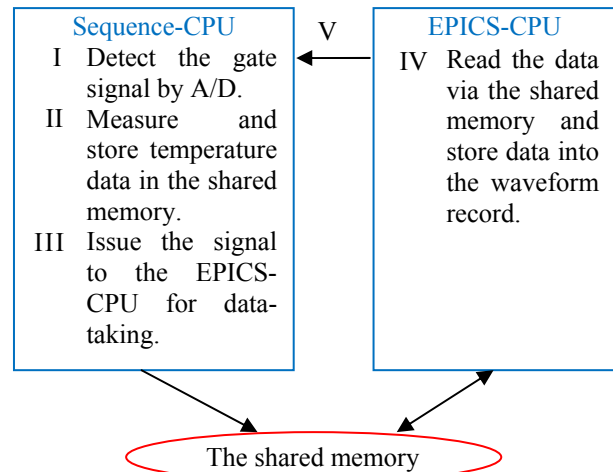 Sequence-CPU
I Detect the gate
signal by A/D.
II Measure and
store temperature
data in the shared
memory.
III Issue the signal
to the EPICS-
CPU for data-
taking.
V
EPICS-CPU
IV Read the data
via the shared
memory and
store data into
the waveform
record.
The shared memory